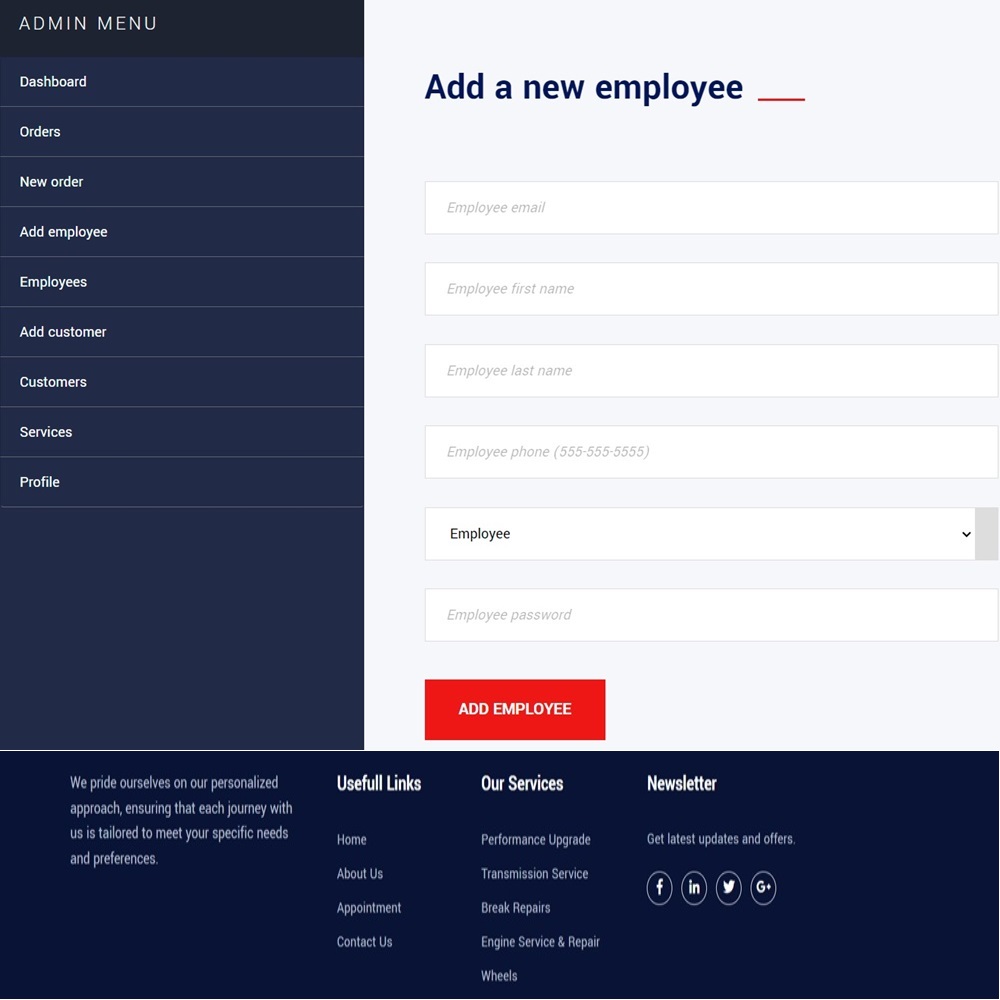 ADMIN MENU
Dashboard
Orders
New order
Add employee
Employees
Add customer
Customers
Services
Profile
Add a new employee
Employee email
Employee first name
Employee last name
Employee phone (555-555-5555)
Employee
Employee password
ADD EMPLOYEE
We pride ourselves on our personalized
approach, ensuring that each journey with
us is tailored to meet your specific needs
and preferences.
Usefull Links
Home
About Us
Appointment
Contact Us
Our Services
Performance Upgrade
Transmission Service
Break Repairs
Engine Service & Repair
Wheels
Newsletter
Get latest updates and offers.